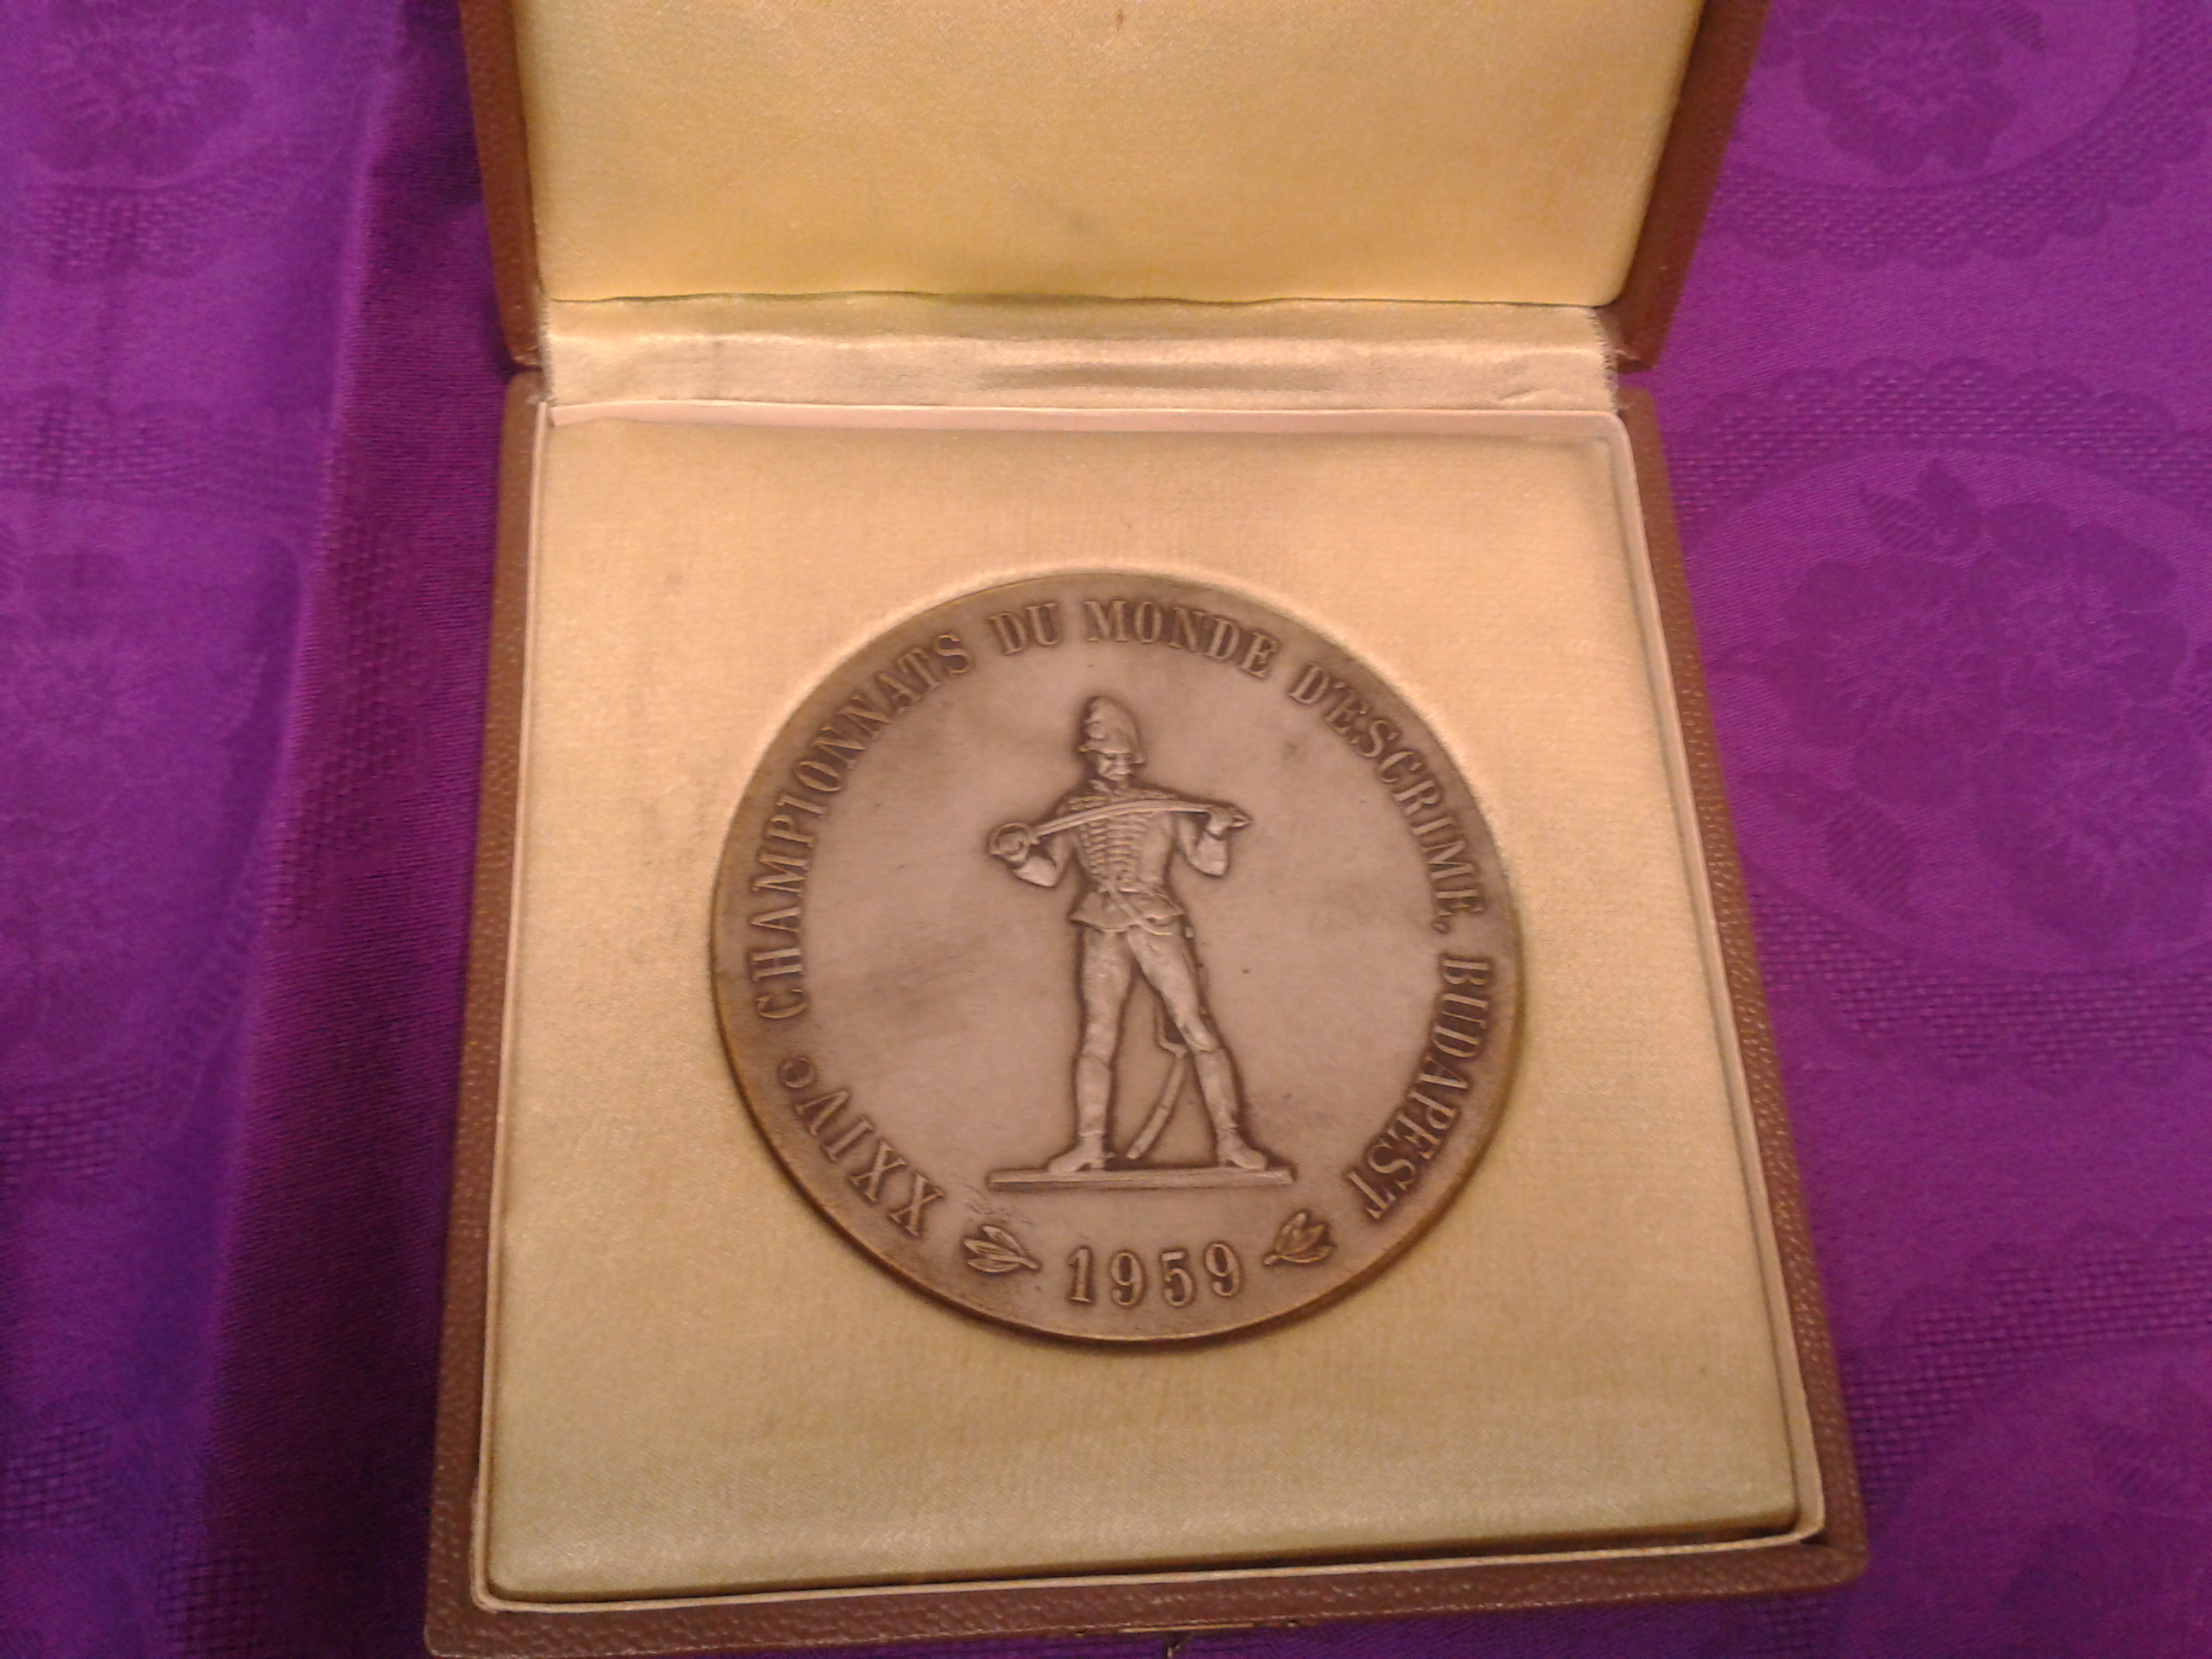 XXIVe CHAMPIONNATS DU MONDE D'ESCRIME, BUDAPEST
1959